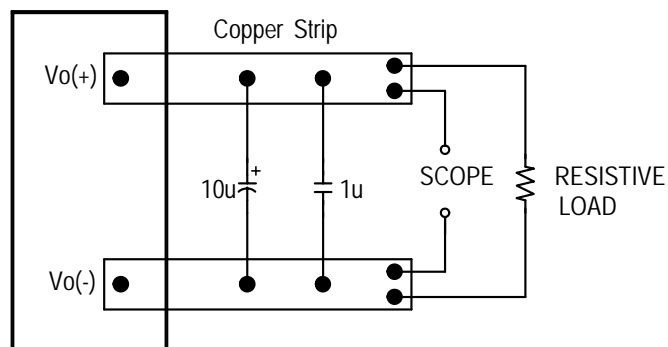 Copper Strip
Vo(+)
10u
+
1u
SCOPE
RESISTIVE
LOAD
Vo(-)